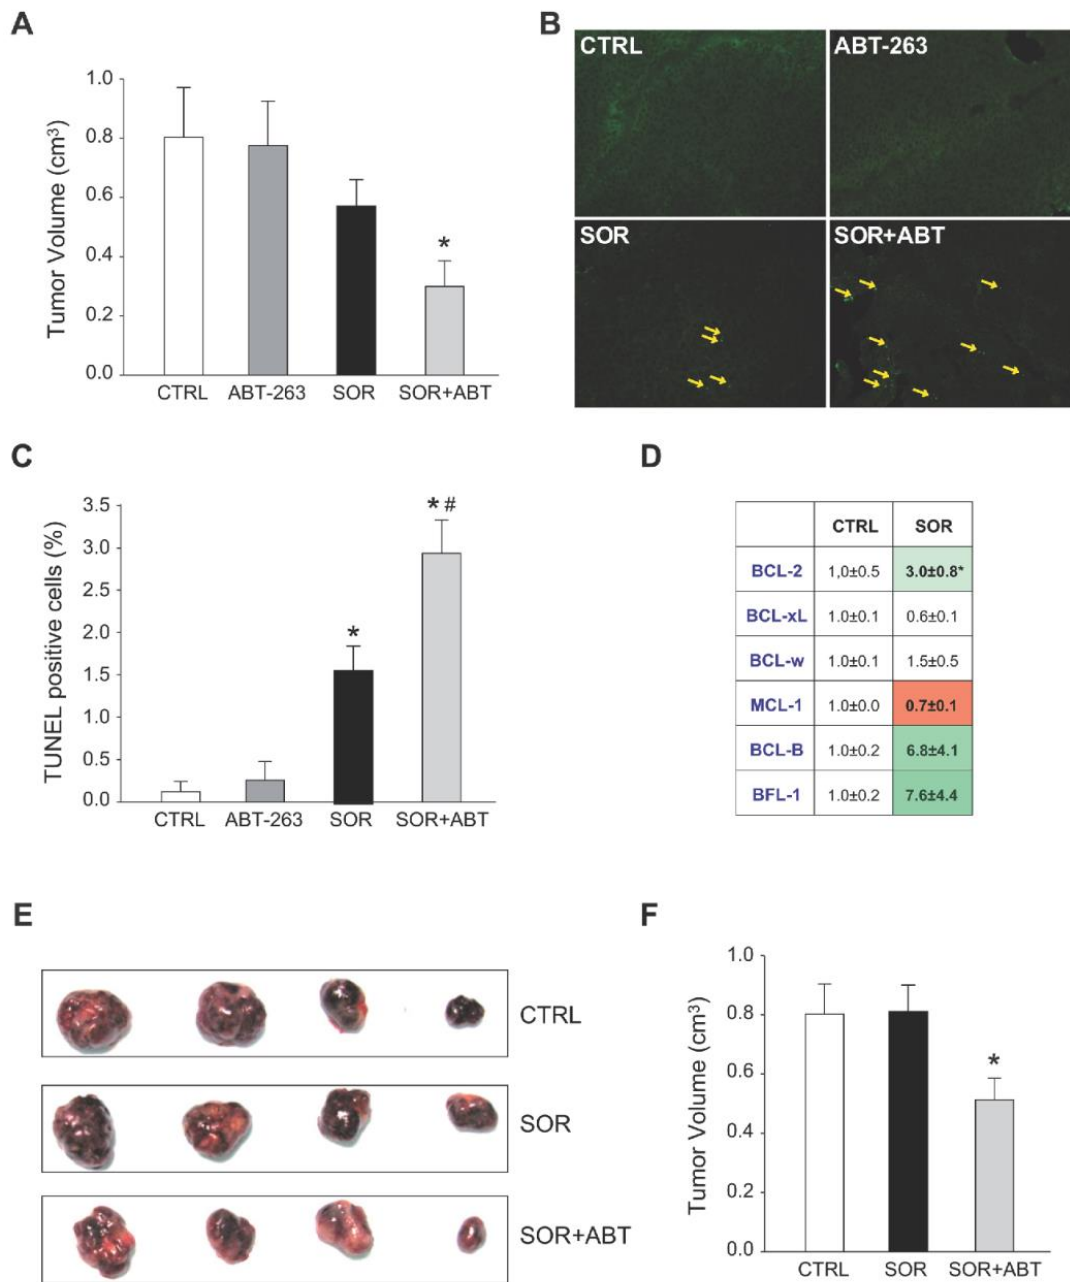 A
Tumor Volume (cm³)
1.0
0.8
0.6
0.4
0.2
0.0
*
CTRL ABT-263 SOR SOR+ABT
B
CTRL ABT-263
SOR SOR+ABT
C
TUNEL positive cells (%)
3.5
3.0
2.5
2.0
1.5
1.0
0.5
0.0
* * #
CTRL ABT-263 SOR SOR+ABT
D
CTRL SOR
BCL-2 1,0±0.5 3.0±0.8*
BCL-xL 1.0±0.1 0.6±0.1
BCL-w 1.0±0.1 1.5±0.5
MCL-1 1.0±0.0 0.7±0.1
BCL-B 1.0±0.2 6.8±4.1
BFL-1 1.0±0.2 7.6±4.4
E
CTRL
SOR
SOR+ABT
F
Tumor Volume (cm³)
1.0
0.8
0.6
0.4
0.2
0.0
*
CTRL SOR SOR+ABT